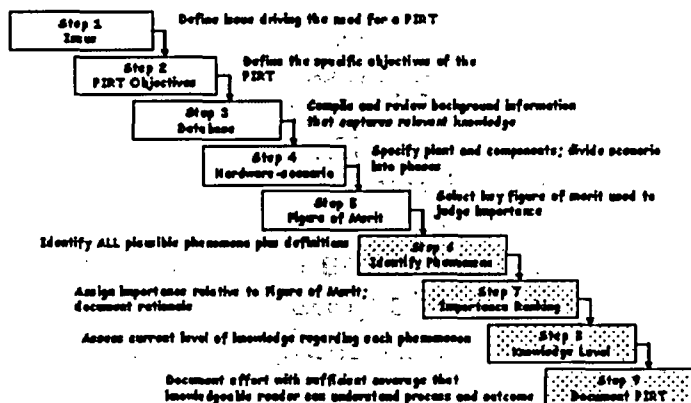 Step 1
Issue
Define issue driving the need for a PIRT
Step 2
PIRT Objectives
Define the specific objectives of the
PIRT
Step 3
Database
Compile and review background information
that captures relevant knowledge
Step 4
Hardware-scenario
Specify plant and components; divide scenario
into phases
Step 5
Figure of Merit
Select key figure of merit used to
judge importance
Identify ALL plausible phenomena plus definitions
Step 6
Identify Phenomena
Assign importance relative to Figure of Merit;
document rationale
Step 7
Importance Ranking
Assess current level of knowledge regarding each phenomenon
Step 8
Knowledge Level
Document effort with sufficient coverage that
knowledgeable reader can understand process and outcome
Step 9
Document PIRT